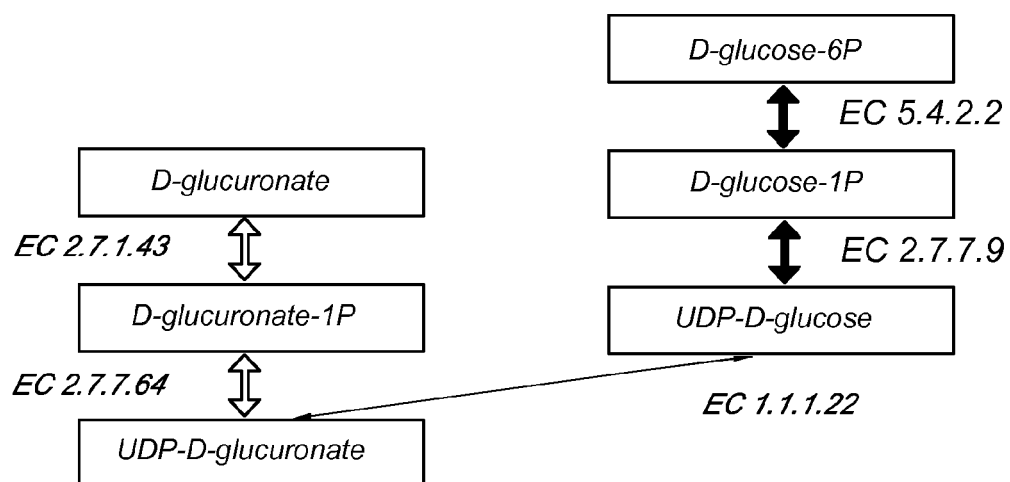 D-glucose-6P
EC 5.4.2.2
D-glucuronate
D-glucose-1P
EC 2.7.1.43
EC 2.7.7.9
D-glucuronate-1P
UDP-D-glucose
EC 2.7.7.64
EC 1.1.1.22
UDP-D-glucuronate